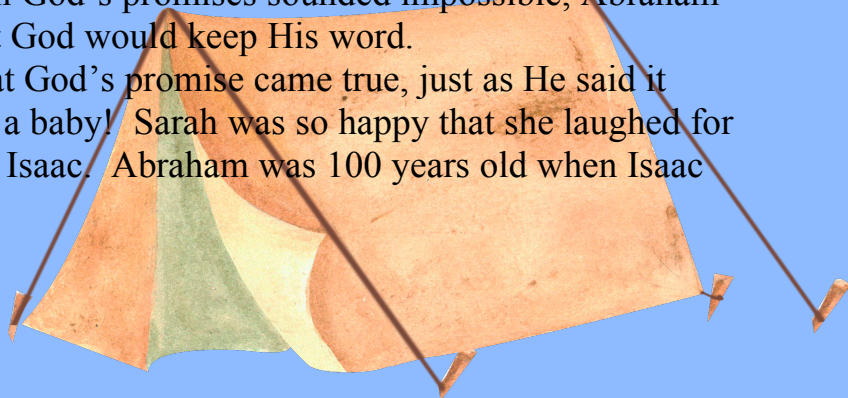 God's promises sounded impossible, Abraham
God would keep His word.
God's promise came true, just as He said it
a baby!  Sarah was so happy that she laughed for
Isaac.  Abraham was 100 years old when Isaac